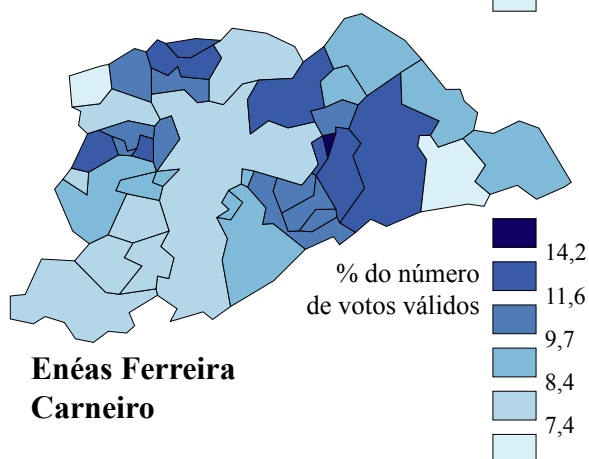 % do número
de votos válidos
14,2
11,6
9,7
8,4
7,4
Enéas Ferreira
Carneiro